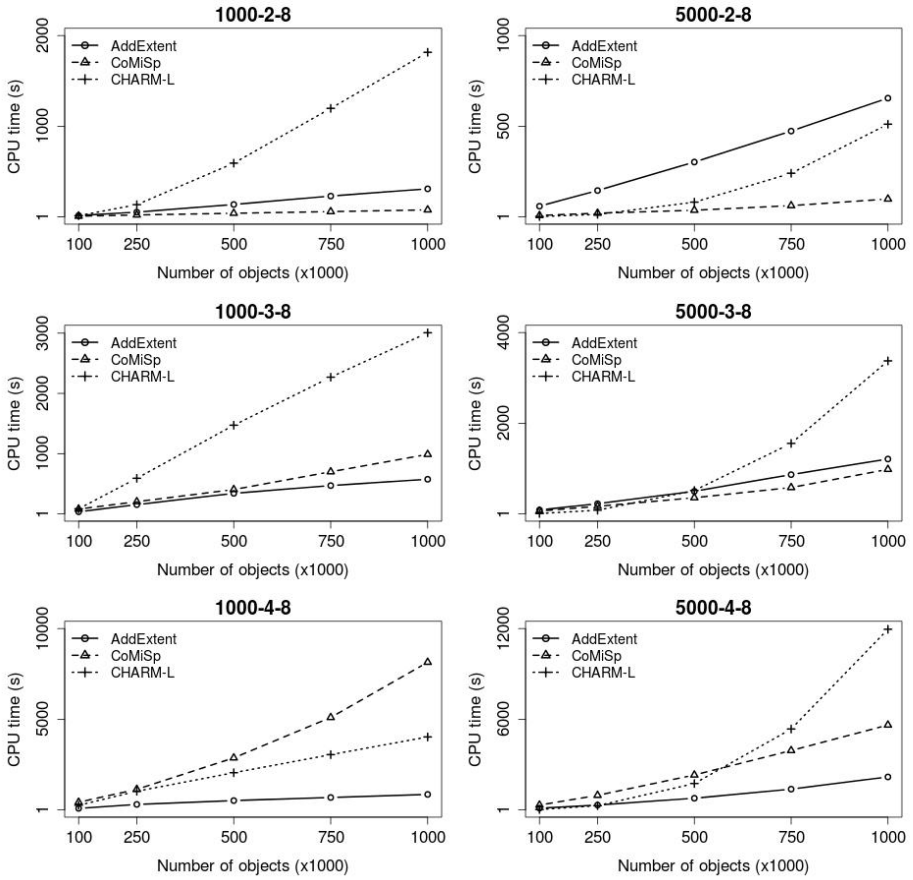 1000-2-8
CPU time (s)
2000
1000
1
AddExtent
CoMiSp
CHARM-L
100 250 500 750 1000
Number of objects (x1000)
5000-2-8
CPU time (s)
1000
500
1
AddExtent
CoMiSp
CHARM-L
100 250 500 750 1000
Number of objects (x1000)
1000-3-8
CPU time (s)
3000
2000
1000
1
AddExtent
CoMiSp
CHARM-L
100 250 500 750 1000
Number of objects (x1000)
5000-3-8
CPU time (s)
4000
2000
1
AddExtent
CoMiSp
CHARM-L
100 250 500 750 1000
Number of objects (x1000)
1000-4-8
CPU time (s)
10000
5000
1
AddExtent
CoMiSp
CHARM-L
100 250 500 750 1000
Number of objects (x1000)
5000-4-8
CPU time (s)
12000
6000
1
AddExtent
CoMiSp
CHARM-L
100 250 500 750 1000
Number of objects (x1000)